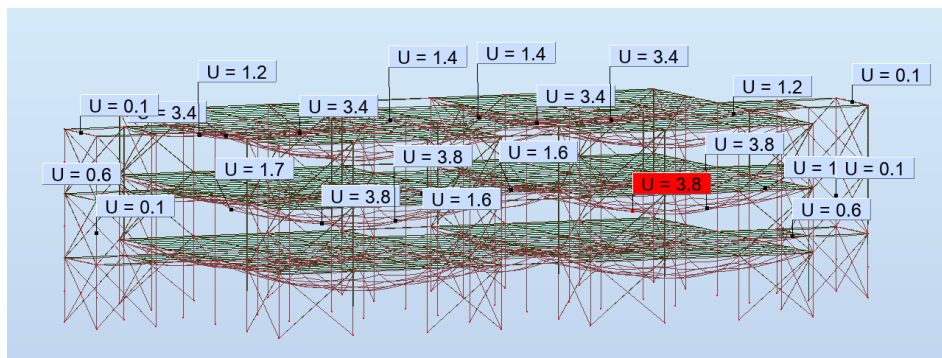 U = 1.4
U = 1.4
U = 3.4
U = 1.2
U = 0.1
U = 1.2
U = 0.1
= 3.4
U = 3.4
U = 3.4
U = 3.8
U = 1.6
U = 3.8
U = 1.7
U = 1
U = 0.1
U = 0.6
U = 3.8
U = 3.8
U = 1.6
U = 0.1
U = 0.6